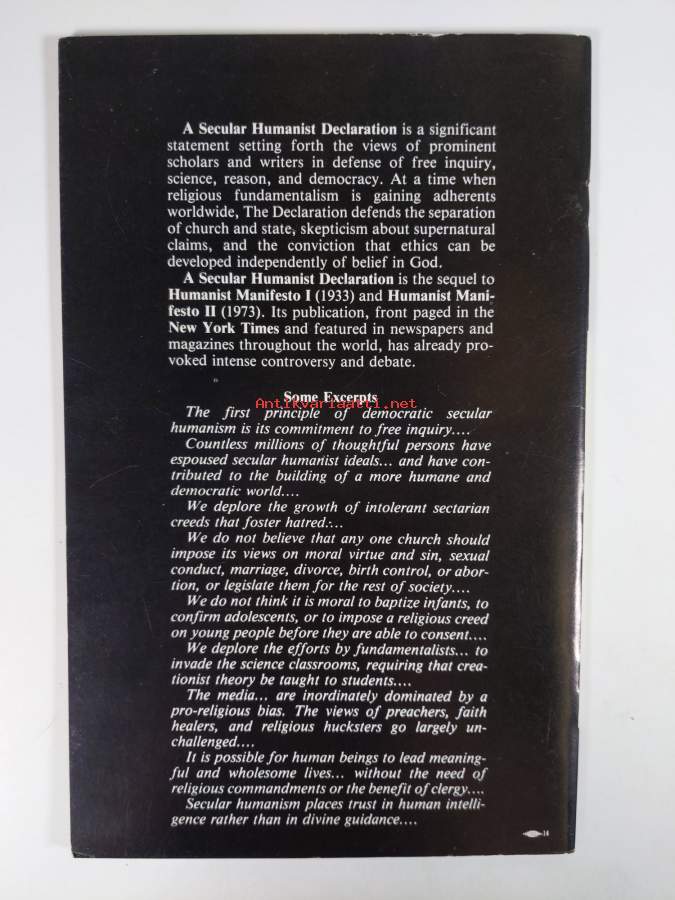 A Secular Humanist Declaration is a significant
statement setting forth the views of prominent
scholars and writers in defense of free inquiry,
science, reason, and democracy. At a time when
religious fundamentalism is gaining adherents
worldwide, The Declaration defends the separation
of church and state, skepticism about supernatural
claims, and the conviction that ethics can be
developed independently of belief in God.
A Secular Humanist Declaration is the sequel to
Humanist Manifesto I (1933) and Humanist Mani-
festo II (1973). Its publication, front paged in the
New York Times and featured in newspapers and
magazines throughout the world, has already pro-
voked intense controversy and debate.
Some Excerpts
Antikvariaatti.net
The first principle of democratic secular
humanism is its commitment to free inquiry....
Countless millions of thoughtful persons have
espoused secular humanist ideals... and have con-
tributed to the building of a more humane and
democratic world....
We deplore the growth of intolerant sectarian
creeds that foster hatred....
We do not believe that any one church should
impose its views on moral virtue and sin, sexual
conduct, marriage, divorce, birth control, or abor-
tion, or legislate them for the rest of society....
We do not think it is moral to baptize infants, to
confirm adolescents, or to impose a religious creed
on young people before they are able to consent....
We deplore the efforts by fundamentalists... to
invade the science classrooms, requiring that crea-
tionist theory be taught to students....
The media... are inordinately dominated by a
pro-religious bias. The views of preachers, faith
healers, and religious hucksters go largely un-
challenged....
It is possible for human beings to lead meaning-
ful and wholesome lives... without the need of
religious commandments or the benefit of clergy....
Secular humanism places trust in human intelli-
gence rather than in divine guidance....
14